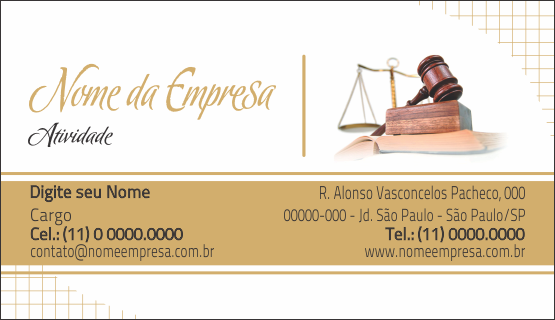 Nome da Empresa
Atividade
Digite seu Nome
Cargo
Cel.: (11) 0 0000.0000
contato@nomeempresa.com.br
R. Alonso Vasconcelos Pacheco, 000
00000-000 - Jd. São Paulo - São Paulo/SP
Tel.: (11) 0000.0000
www.nomeempresa.com.br